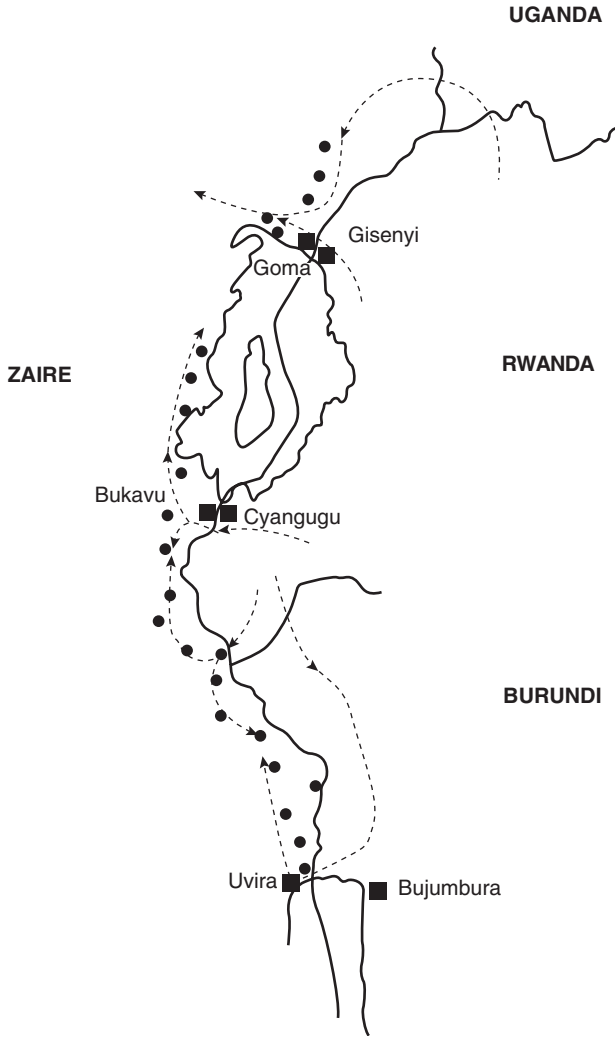 UGANDA
Gisenyi
Goma
ZAIRE
RWANDA
Bukavu
Cyangugu
BURUNDI
Uvira
Bujumbura